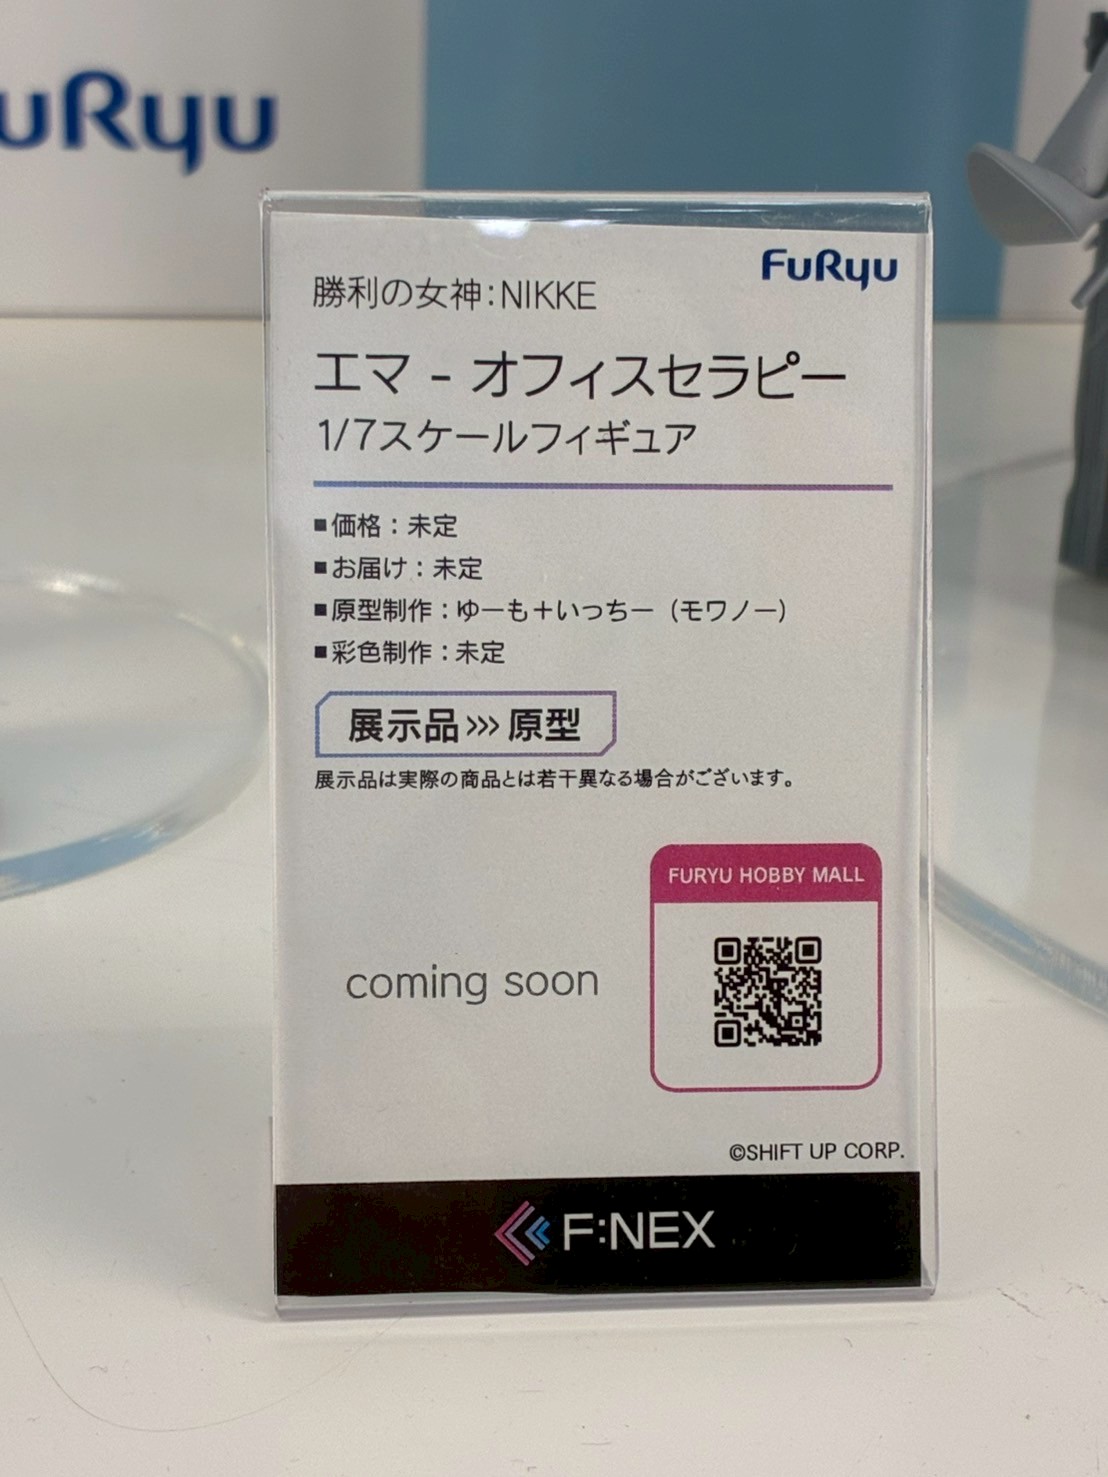 uRyu
FuRyu
勝利の女神：NIKKE
エマ - オフィスセラピー
1/7スケールフィギュア
■価格：未定
■お届け：未定
■原型制作：ゆーも＋いっちー（モワノー）
■彩色制作：未定
展示品›››原型
展示品は実際の商品とは若干異なる場合がございます。
FURYU HOBBY MALL
coming soon
©SHIFT UP CORP.
F:NEX